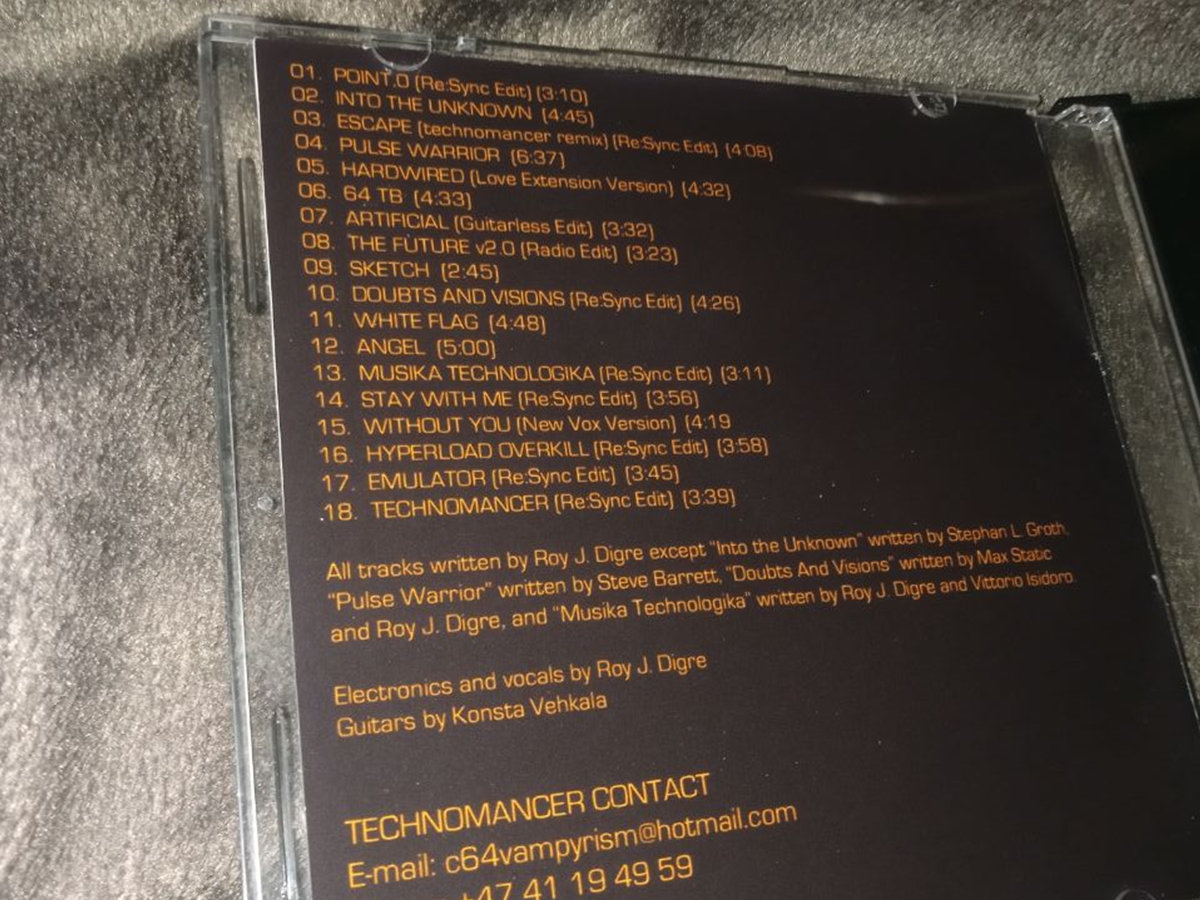 01. POINT.0 (Re:Sync Edit) (3:10)
02. INTO THE UNKNOWN (4:45)
03. ESCAPE (technomancer remix) (Re:Sync Edit) (4:08)
04. PULSE WARRIOR (6:37)
05. HARDWIRED (Love Extension Version) (4:32)
06. 64 TB (4:33)
07. ARTIFICIAL (Guitarless Edit) (3:32)
08. THE FUTURE v2.0 (Radio Edit) (3:23)
09. SKETCH (2:45)
10. DOUBTS AND VISIONS (Re:Sync Edit) (4:26)
11. WHITE FLAG (4:48)
12. ANGEL (5:00)
13. MUSIKA TECHNOLOGIKA (Re:Sync Edit) (3:11)
14. STAY WITH ME (Re:Sync Edit) (3:56)
15. WITHOUT YOU (New Vox Version) (4:19
16. HYPERLOAD OVERKILL (Re:Sync Edit) (3:58)
17. EMULATOR (Re:Sync Edit) (3:45)
18. TECHNOMANCER (Re:Sync Edit) (3:39)
All tracks written by Roy J. Digre except "Into the Unknown" written by Stephan L. Groth,
"Pulse Warrior" written by Steve Barrett, "Doubts And Visions" written by Max Static
and Roy J. Digre, and "Musika Technologika" written by Roy J. Digre and Vittorio Isidoro.
Electronics and vocals by Roy J. Digre
Guitars by Konsta Vehkala
TECHNOMANCER CONTACT
E-mail: c64vampyrism@hotmail.com
+47 41 19 49 59